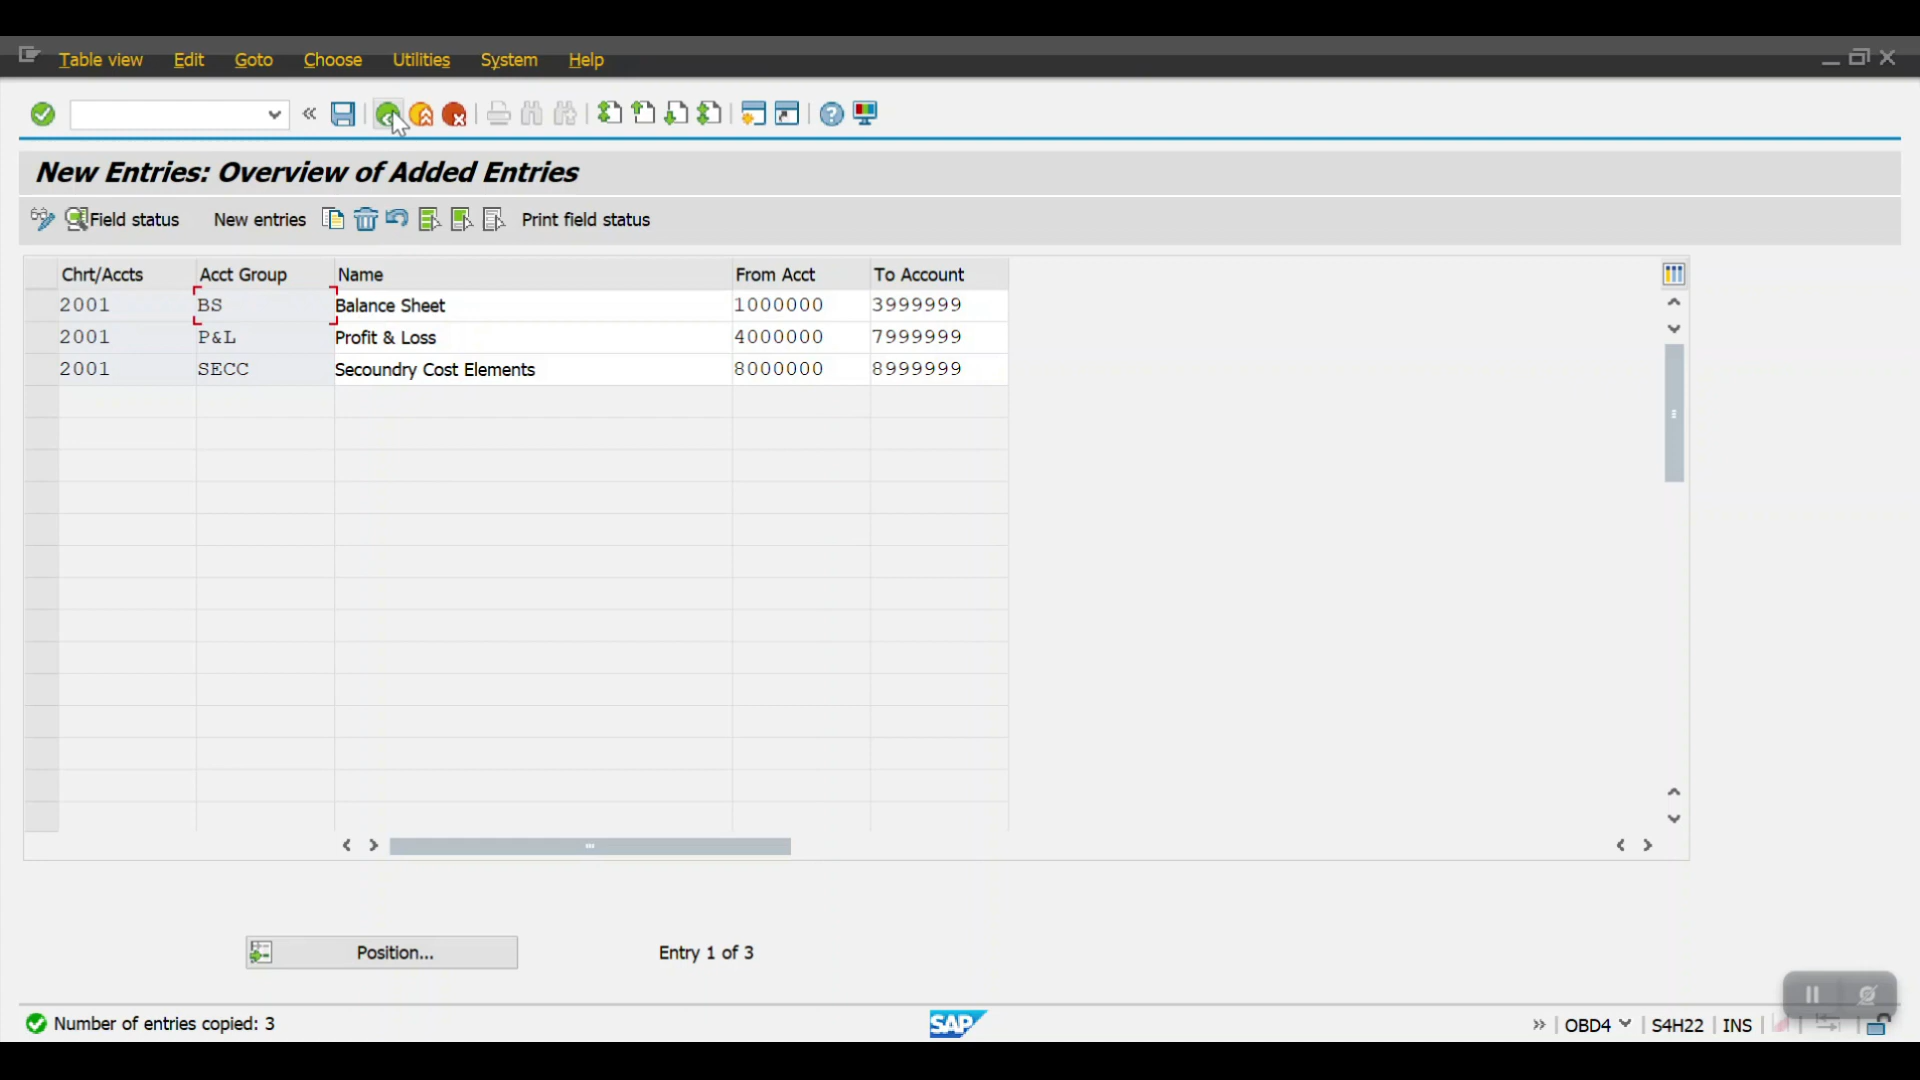 Table view Edit Goto Choose Utilities System Help
New Entries: Overview of Added Entries
Field status New entries Print field status
Chrt/Accts Acct Group Name From Acct To Account
2001 BS Balance Sheet 1000000 3999999
2001 P&L Profit & Loss 4000000 7999999
2001 SECC Secoundry Cost Elements 8000000 8999999
Position... Entry 1 of 3
Number of entries copied: 3 SAP OBD4 S4H22 INS